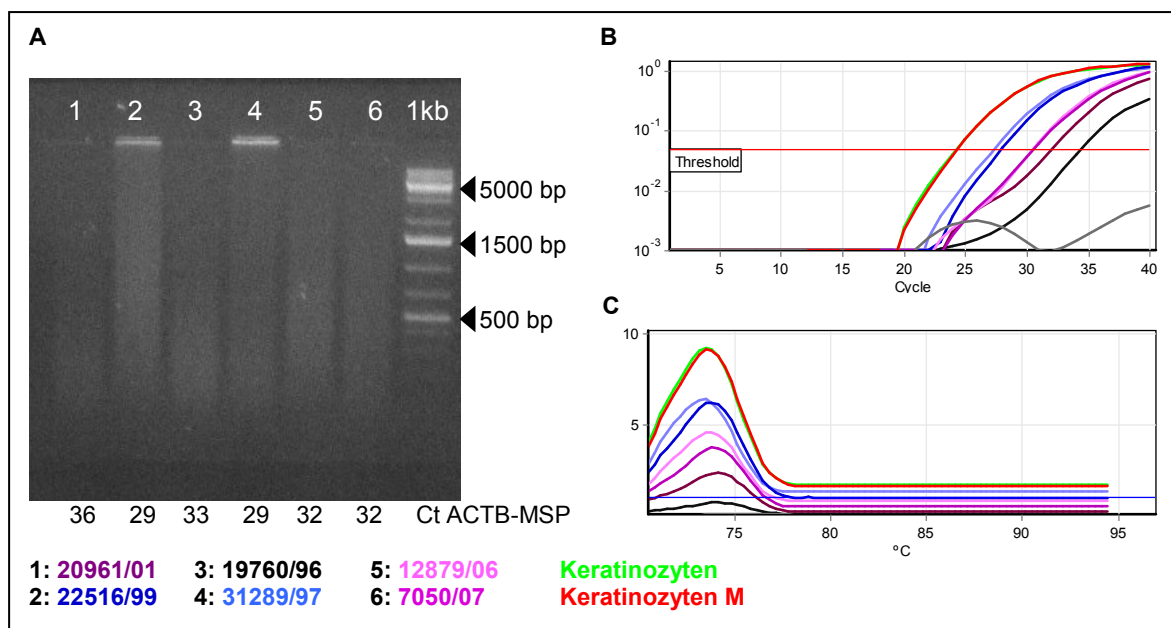 A
1 2 3 4 5 6 1kb
5000 bp
1500 bp
500 bp
36 29 33 29 32 32 Ct ACTB-MSP
B
10⁰
10⁻¹
Threshold
10⁻²
10⁻³
5 10 15 20 25 30 35 40
Cycle
C
10
5
75 80 85 90 95
°C
1: 20961/01 3: 19760/96 5: 12879/06 Keratinozyten
2: 22516/99 4: 31289/97 6: 7050/07 Keratinozyten M